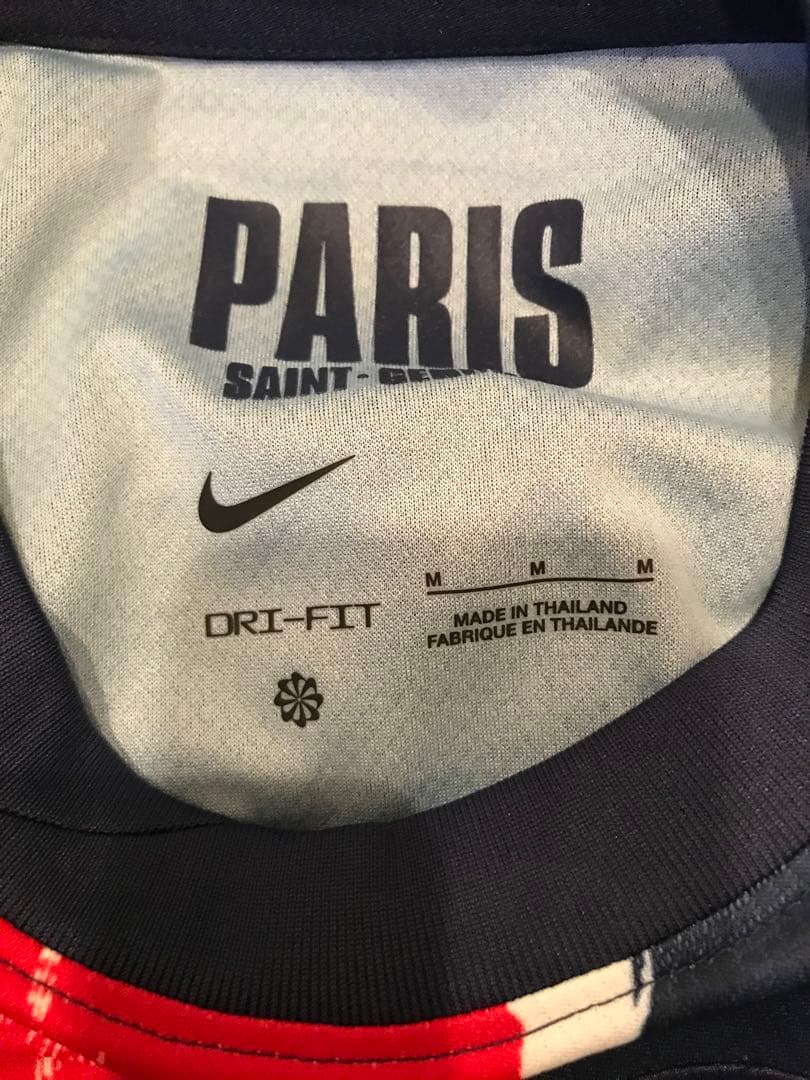 PARIS
SAINT-
DRI-FIT
M M M
MADE IN THAILAND
FABRIQUE EN THAILANDE